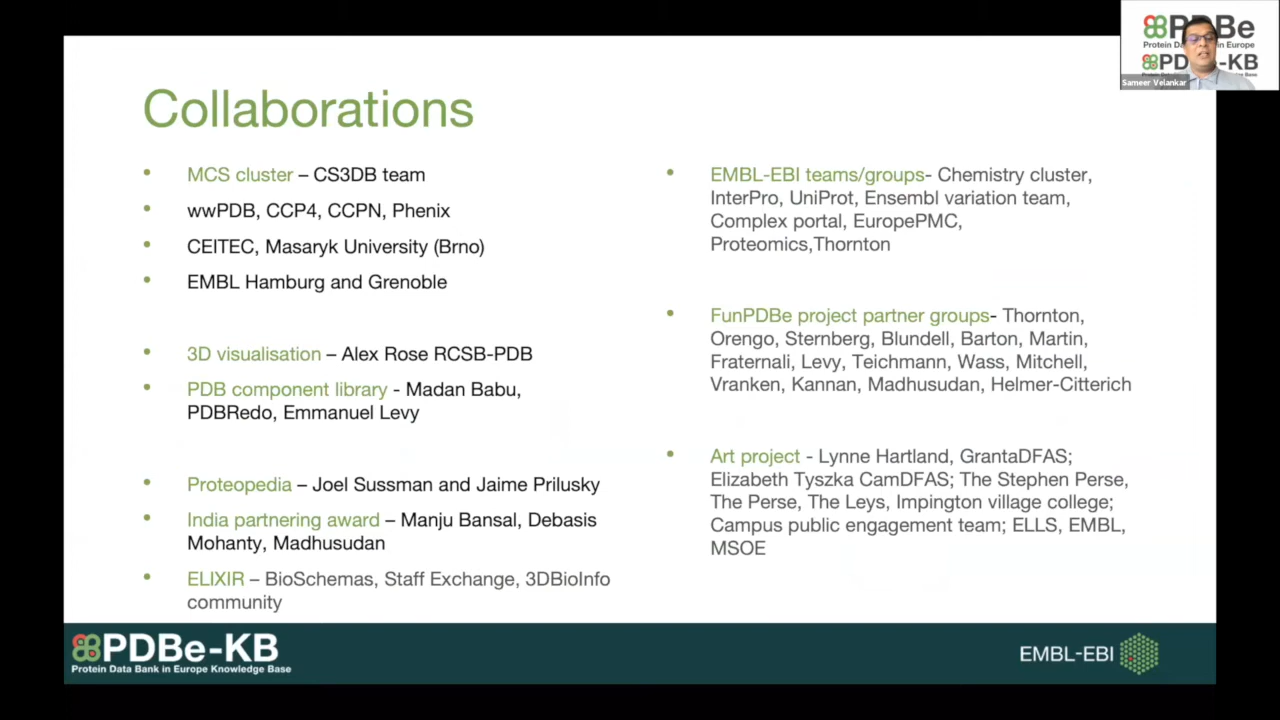 Collaborations
• MCS cluster – CS3DB team
• wwPDB, CCP4, CCPN, Phenix
• CEITEC, Masaryk University (Brno)
• EMBL Hamburg and Grenoble
• 3D visualisation – Alex Rose RCSB-PDB
• PDB component library - Madan Babu,
PDBRedo, Emmanuel Levy
• Proteopedia – Joel Sussman and Jaime Prilusky
• India partnering award – Manju Bansal, Debasis
Mohanty, Madhusudan
• ELIXIR – BioSchemas, Staff Exchange, 3DBioInfo
community
• EMBL-EBI teams/groups- Chemistry cluster,
InterPro, UniProt, Ensembl variation team,
Complex portal, EuropePMC,
Proteomics,Thornton
• FunPDBe project partner groups- Thornton,
Orengo, Sternberg, Blundell, Barton, Martin,
Fraternali, Levy, Teichmann, Wass, Mitchell,
Vranken, Kannan, Madhusudan, Helmer-Citterich
• Art project - Lynne Hartland, GrantaDFAS;
Elizabeth Tyszka CamDFAS; The Stephen Perse,
The Perse, The Leys, Impington village college;
Campus public engagement team; ELLS, EMBL,
MSOE
PDBe-KB
Protein Data Bank in Europe Knowledge Base
EMBL-EBI
Protein in Europe
-KB
Sameer Velankar